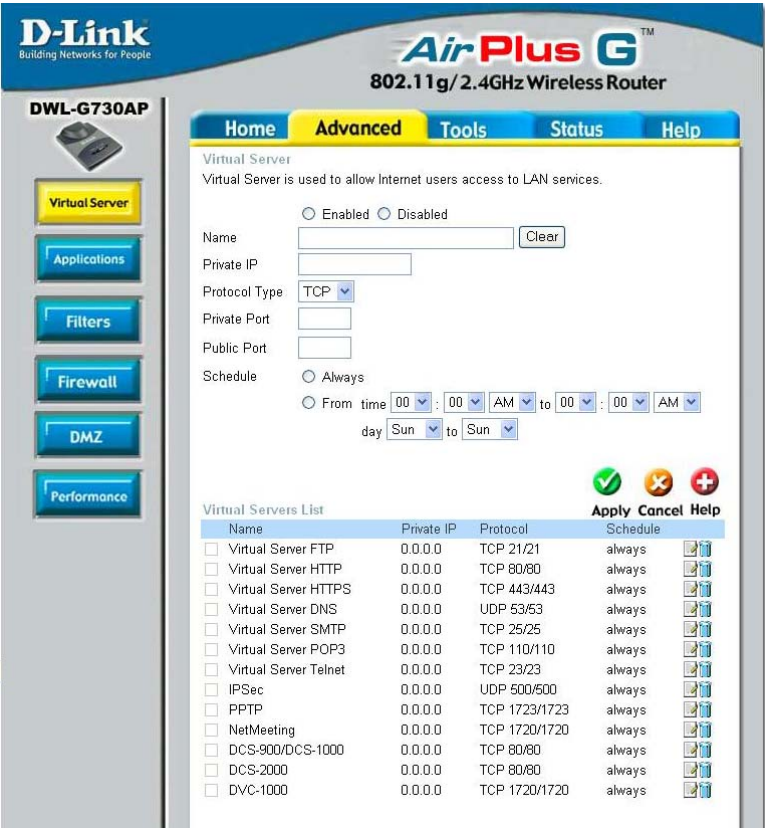 D-Link
Building Networks for People
AirPlus G™
802.11g/2.4GHz Wireless Router
DWL-G730AP
Home Advanced Tools Status Help
Virtual Server
Applications
Filters
Firewall
DMZ
Performance
Virtual Server
Virtual Server is used to allow Internet users access to LAN services.
Enabled Disabled
Name Clear
Private IP
Protocol Type TCP
Private Port
Public Port
Schedule Always
From time 00 : 00 AM to 00 : 00 AM
day Sun to Sun
Apply Cancel Help
Virtual Servers List
Name Private IP Protocol Schedule
Virtual Server FTP 0.0.0.0 TCP 21/21 always
Virtual Server HTTP 0.0.0.0 TCP 80/80 always
Virtual Server HTTPS 0.0.0.0 TCP 443/443 always
Virtual Server DNS 0.0.0.0 UDP 53/53 always
Virtual Server SMTP 0.0.0.0 TCP 25/25 always
Virtual Server POP3 0.0.0.0 TCP 110/110 always
Virtual Server Telnet 0.0.0.0 TCP 23/23 always
IPSec 0.0.0.0 UDP 500/500 always
PPTP 0.0.0.0 TCP 1723/1723 always
NetMeeting 0.0.0.0 TCP 1720/1720 always
DCS-900/DCS-1000 0.0.0.0 TCP 80/80 always
DCS-2000 0.0.0.0 TCP 80/80 always
DVC-1000 0.0.0.0 TCP 1720/1720 always